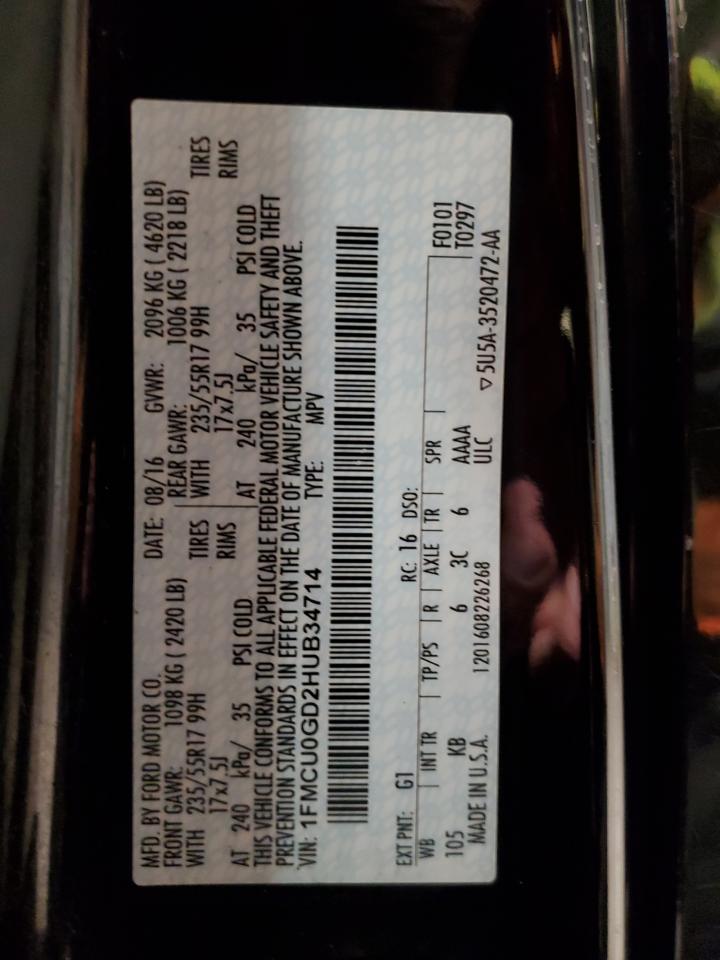 MFD. BY FORD MOTOR CO. DATE: 08/16 GVWR: 2096 KG ( 4620 LB)
FRONT GAWR: 1098 KG ( 2420 LB) REAR GAWR: 1006 KG ( 2218 LB)
WITH 235/55R17 99H TIRES WITH 235/55R17 99H TIRES
17x7.5J RIMS 17x7.5J RIMS
AT 240 kPa/ 35 PSI COLD AT 240 kPa/ 35 PSI COLD
THIS VEHICLE CONFORMS TO ALL APPLICABLE FEDERAL MOTOR VEHICLE SAFETY AND THEFT
PREVENTION STANDARDS IN EFFECT ON THE DATE OF MANUFACTURE SHOWN ABOVE.
VIN: 1FMCU0GD2HUB34714 TYPE: MPV
EXT PNT: G1 RC: 16 DSO: F0101
WB INT TR TP/PS R AXLE TR SPR T0297
105 KB 6 3C 6 AAAA
MADE IN U.S.A. 1201608226268 ULC ▽5U5A-3520472-AA